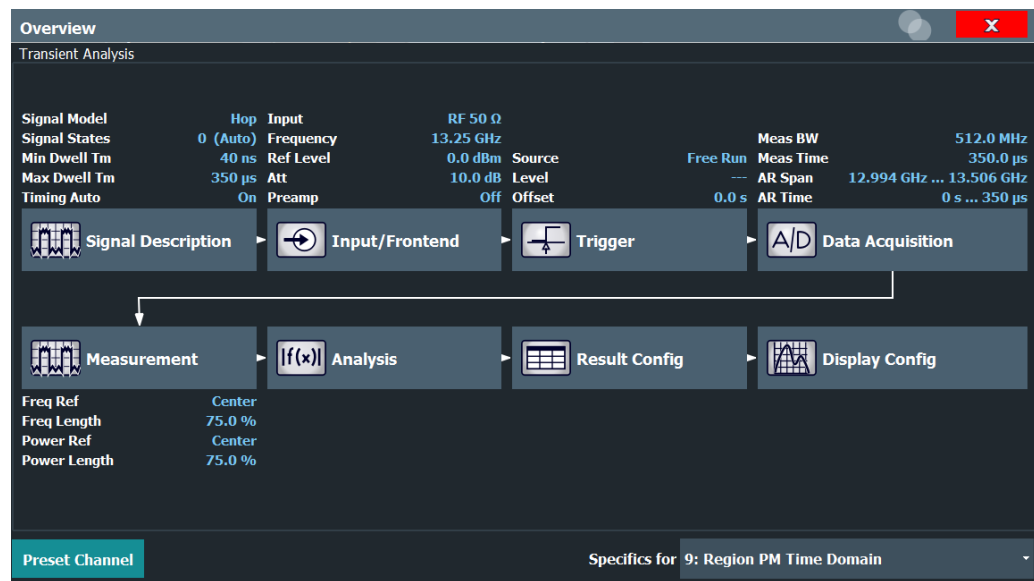 Overview
X
Transient Analysis
Signal Model Hop Input RF 50 Ω
Signal States 0 (Auto) Frequency 13.25 GHz Meas BW 512.0 MHz
Min Dwell Tm 40 ns Ref Level 0.0 dBm Source Free Run Meas Time 350.0 µs
Max Dwell Tm 350 µs Att 10.0 dB Level --- AR Span 12.994 GHz ... 13.506 GHz
Timing Auto On Preamp Off Offset 0.0 s AR Time 0 s ... 350 µs
Signal Description Input/Frontend Trigger A/D Data Acquisition
Measurement |f(x)| Analysis Result Config Display Config
Freq Ref Center
Freq Length 75.0 %
Power Ref Center
Power Length 75.0 %
Preset Channel Specifics for 9: Region PM Time Domain